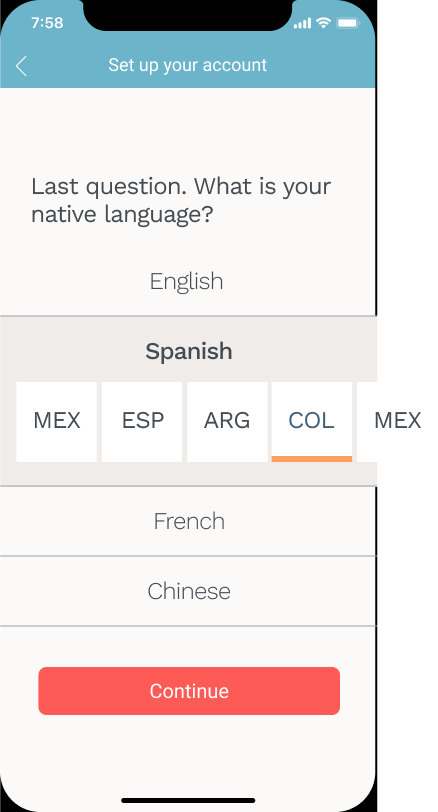 7:58
Set up your account
Last question. What is your
native language?
English
Spanish
MEX ESP ARG COL MEX
French
Chinese
Continue